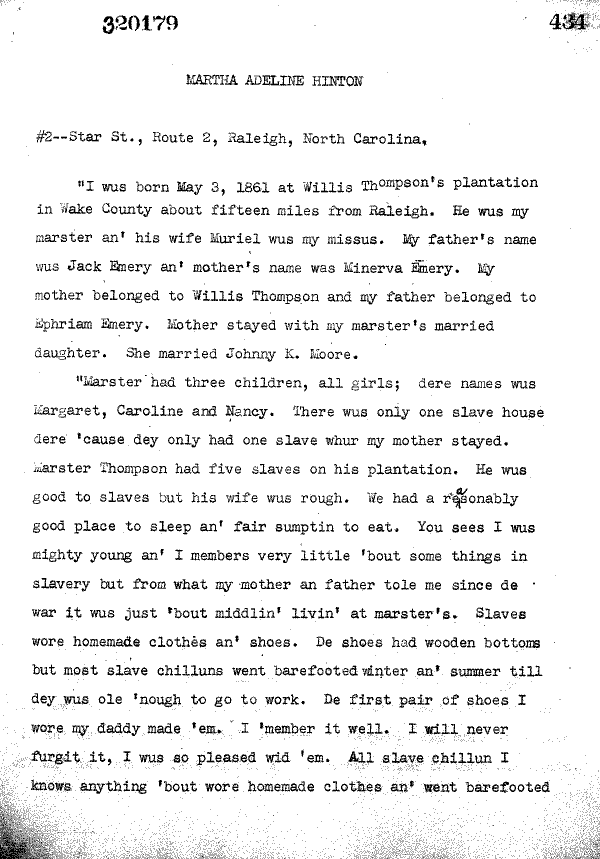 320179
434
MARTHA ADELINE HINTON
#2--Star St., Route 2, Raleigh, North Carolina.
"I wus born May 3, 1861 at Willis Thompson's plantation
in Wake County about fifteen miles from Raleigh. He wus my
marster an' his wife Muriel wus my missus. My father's name
wus Jack Emery an' mother's name was Minerva Emery. My
mother belonged to Willis Thompson and my father belonged to
Ephriam Emery. Mother stayed with my marster's married
daughter. She married Johnny K. Moore.
"Marster had three children, all girls; dere names wus
Margaret, Caroline and Nancy. There wus only one slave house
dere 'cause dey only had one slave whur my mother stayed.
Marster Thompson had five slaves on his plantation. He wus
good to slaves but his wife wus rough. We had a reasonably
good place to sleep an' fair sumptin to eat. You sees I wus
mighty young an' I members very little 'bout some things in
slavery but from what my mother an father tole me since de
war it wus just 'bout middlin' livin' at marster's. Slaves
wore homemade clothes an' shoes. De shoes had wooden bottoms
but most slave chilluns went barefooted winter an' summer till
dey wus ole 'nough to go to work. De first pair of shoes I
wore my daddy made 'em. I 'member it well. I will never
furgit it, I wus so pleased wid 'em. All slave chillun I
knows anything 'bout wore homemade clothes an' went barefooted